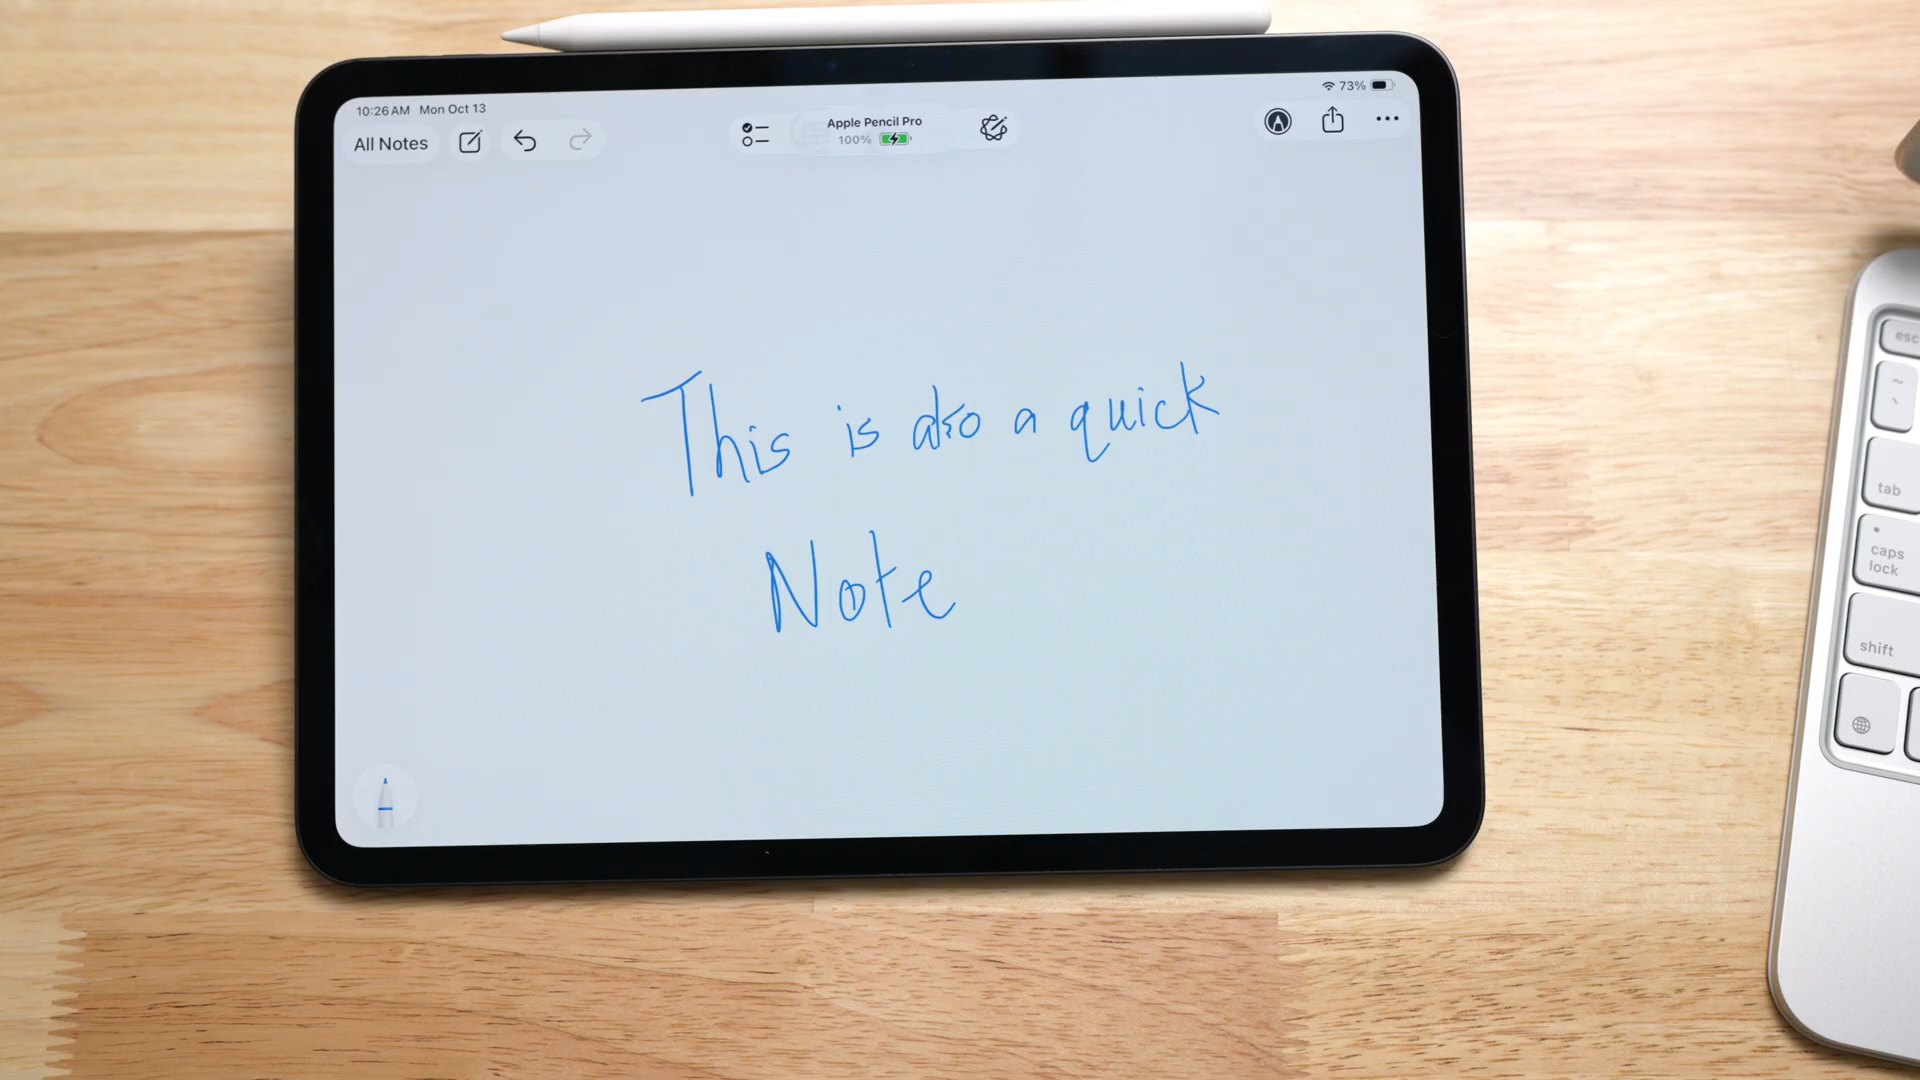 10:26 AM Mon Oct 13
73%
All Notes
Apple Pencil Pro
100%
This is also a quick
Note
esc
~
tab
caps
lock
shift